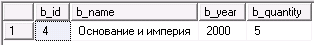 b_id b_name b_year b_quantity
1 4 Основание и империя 2000 5